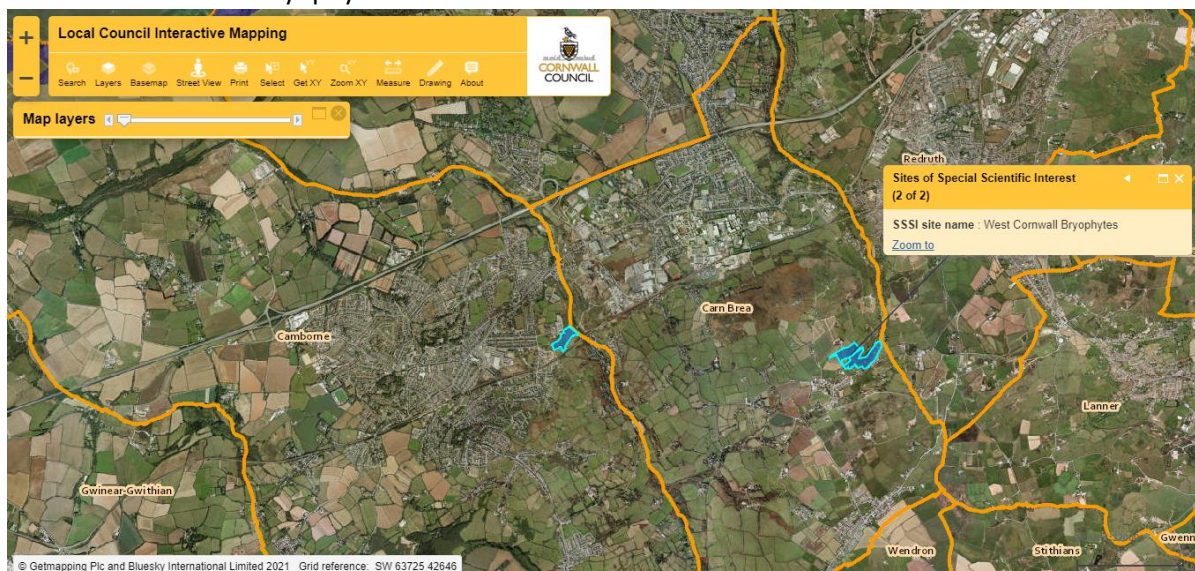 Local Council Interactive Mapping
Search Layers Basemap Street View Print Select Get XY Zoom XY Measure Drawing About
CORNWALL
COUNCIL
Map layers
Redruth
Sites of Special Scientific Interest
(2 of 2)
SSSI site name : West Cornwall Bryophytes
Zoom to
Carn Brea
Camborne
Lanner
Gwinear-Gwithian
Wendron
Stithians
Gwenn
© Getmapping Plc and Bluesky International Limited 2021 Grid reference: SW 63725 42646